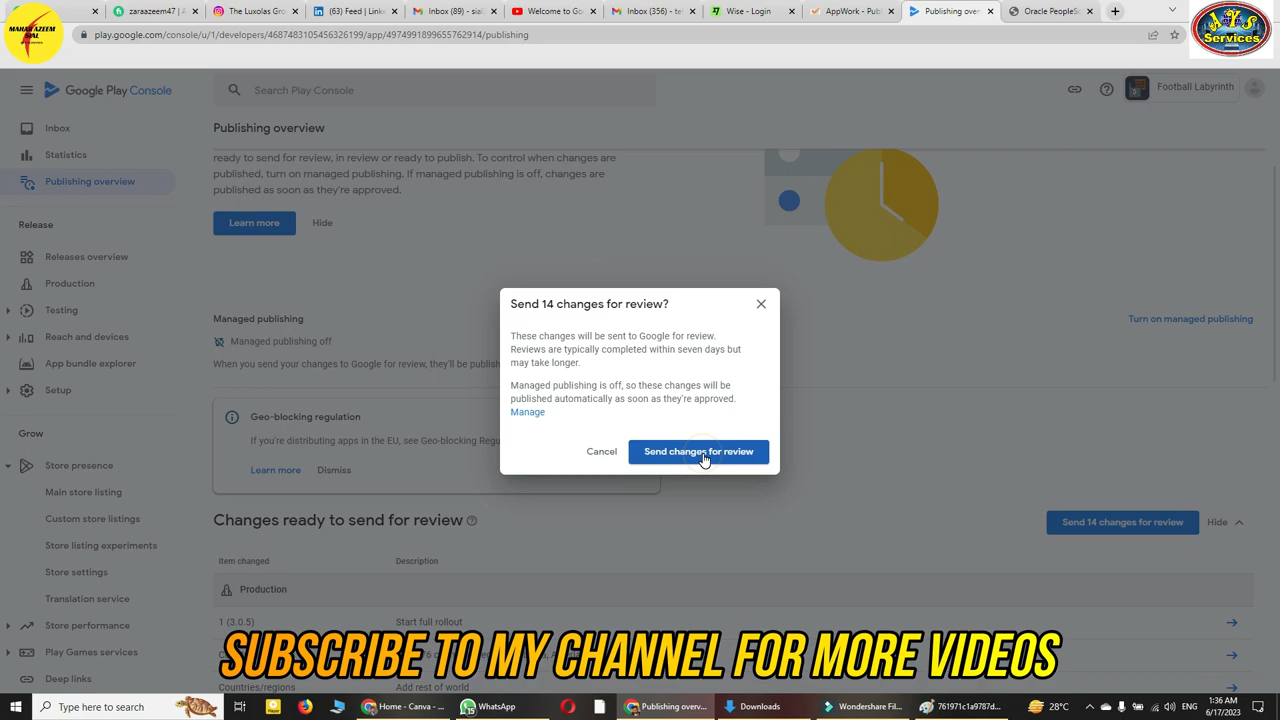 zaraazeem47
Instagram
The Luxolas Gr
(63) Feed | Linke
Inbox (89) - sial
Welcome to Go
Inbox (356) - te
Wise - Login
AppWork - Pub
Publishing over
Oracle PeopleS
play.google.com/console/u/1/developers/4687483105456326199/app/4974991899655762514/publishing
MAHAR AZEEM SIAL
Services
Google Play Console
Search Play Console
Football Labyrinth
Inbox
Statistics
Publishing overview
Release
Releases overview
Production
Testing
Reach and devices
App bundle explorer
Setup
Grow
Store presence
Main store listing
Custom store listings
Store listing experiments
Store settings
Translation service
Store performance
Play Games services
Deep links
Publishing overview
ready to send for review, in review or ready to publish. To control when changes are
published, turn on managed publishing. If managed publishing is off, changes are
published as soon as they're approved.
Learn more Hide
Managed publishing
Turn on managed publishing
Managed publishing off
When you send your changes to Google for review, they'll be publis
Geo-blocking regulation
If you're distributing apps in the EU, see Geo-blocking Regu
Learn more Dismiss
Send 14 changes for review?
These changes will be sent to Google for review.
Reviews are typically completed within seven days but
may take longer.
Managed publishing is off, so these changes will be
published automatically as soon as they're approved.
Manage
Cancel Send changes for review
Changes ready to send for review
Send 14 changes for review Hide
Item changed Description
Production
1 (3.0.5) Start full rollout
Countries/regions Add rest of world
SUBSCRIBE TO MY CHANNEL FOR MORE VIDEOS
Type here to search
Home - Canva - ...
WhatsApp
15
Publishing overv...
Downloads
Wondershare Fil...
761971c1a9787d...
28°C
1:36 AM
6/17/2023